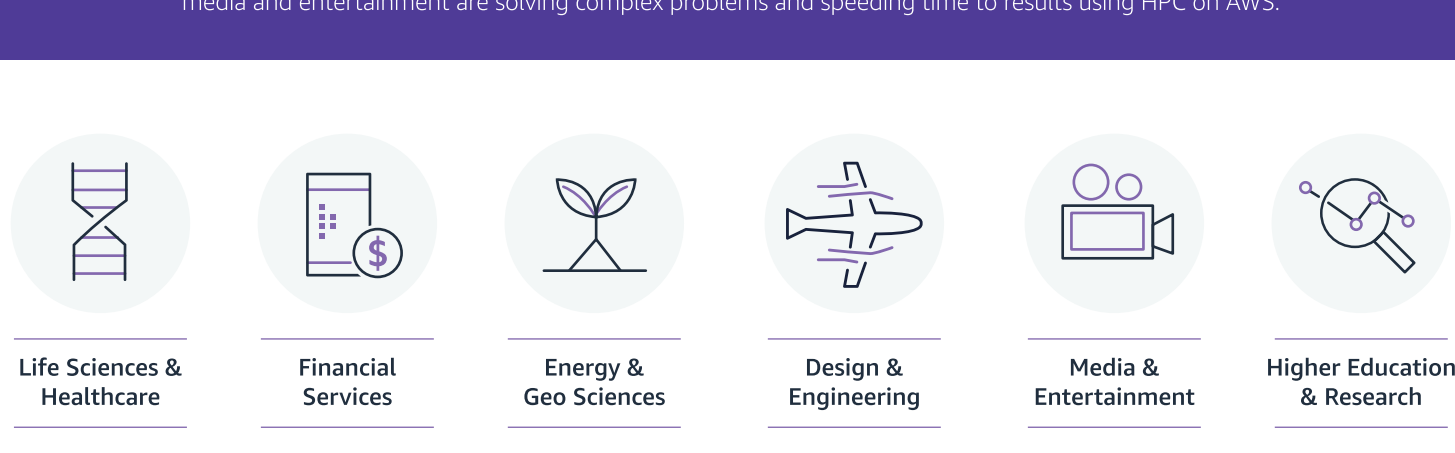 media and entertainment are solving complex problems and speeding time to results using HPC on AWS.
$
Life Sciences &
Healthcare
Financial
Services
Energy &
Geo Sciences
Design &
Engineering
Media &
Entertainment
Higher Education
& Research